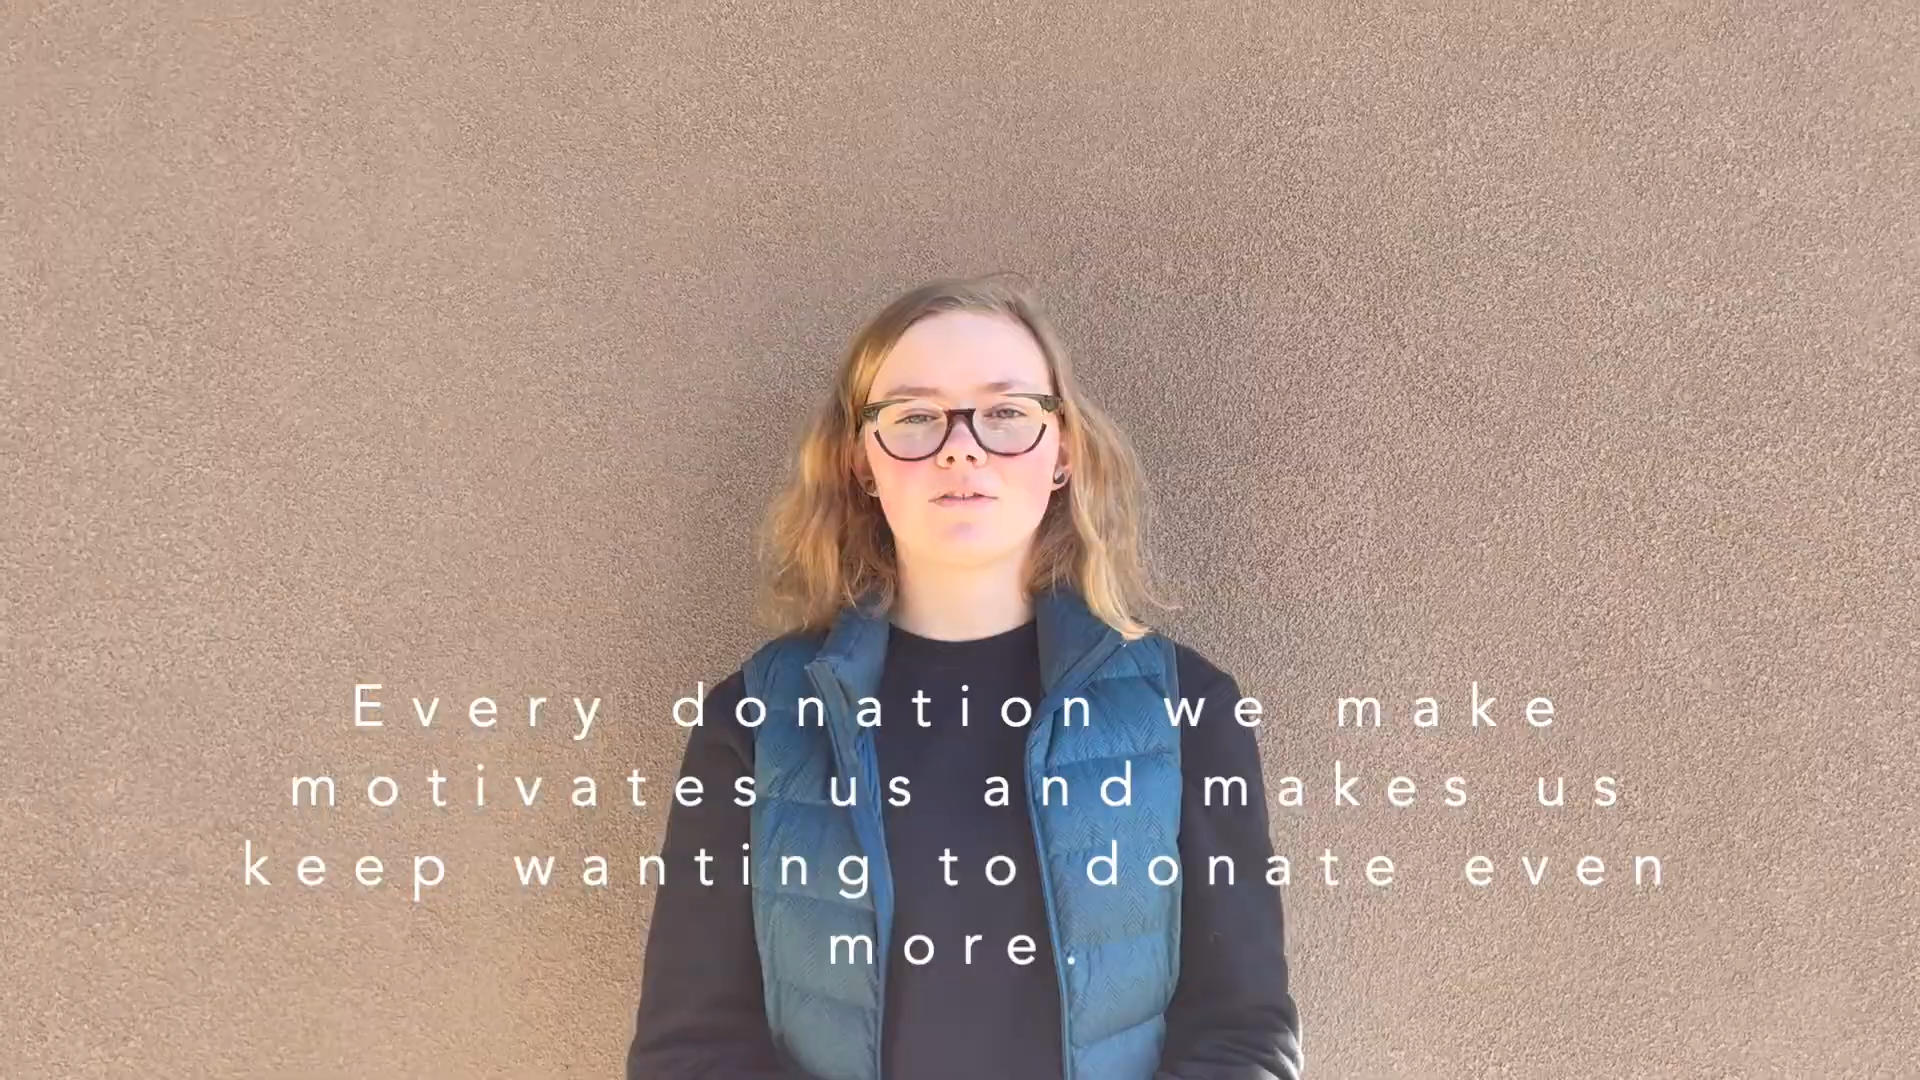 Every donation we make
motivates us and makes us
keep wanting to donate even
more.